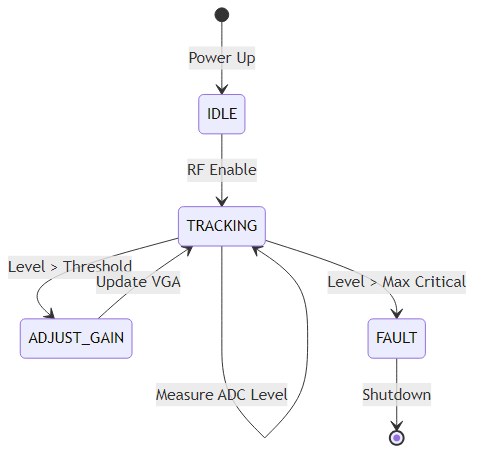 Power Up
IDLE
RF Enable
TRACKING
Level > Threshold
Update VGA
Level > Max Critical
ADJUST_GAIN
FAULT
Measure ADC Level
Shutdown